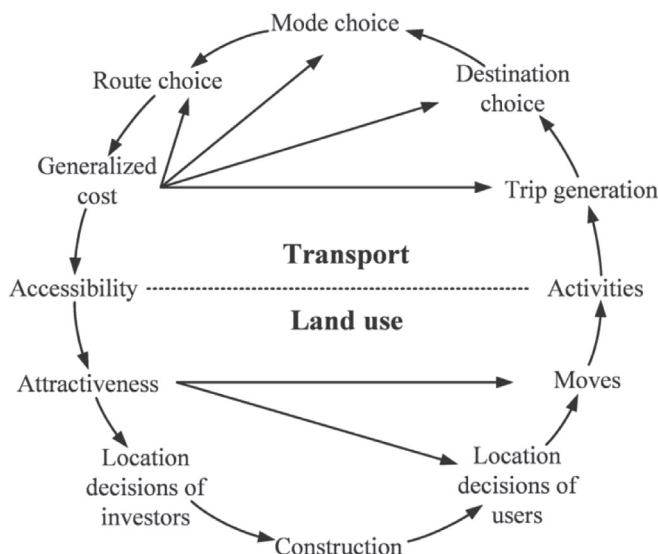 Mode choice
Route choice
Destination
choice
Generalized
cost
Trip generation
Transport
Accessibility
Activities
Land use
Attractiveness
Moves
Location
decisions of
investors
Location
decisions of
users
Construction